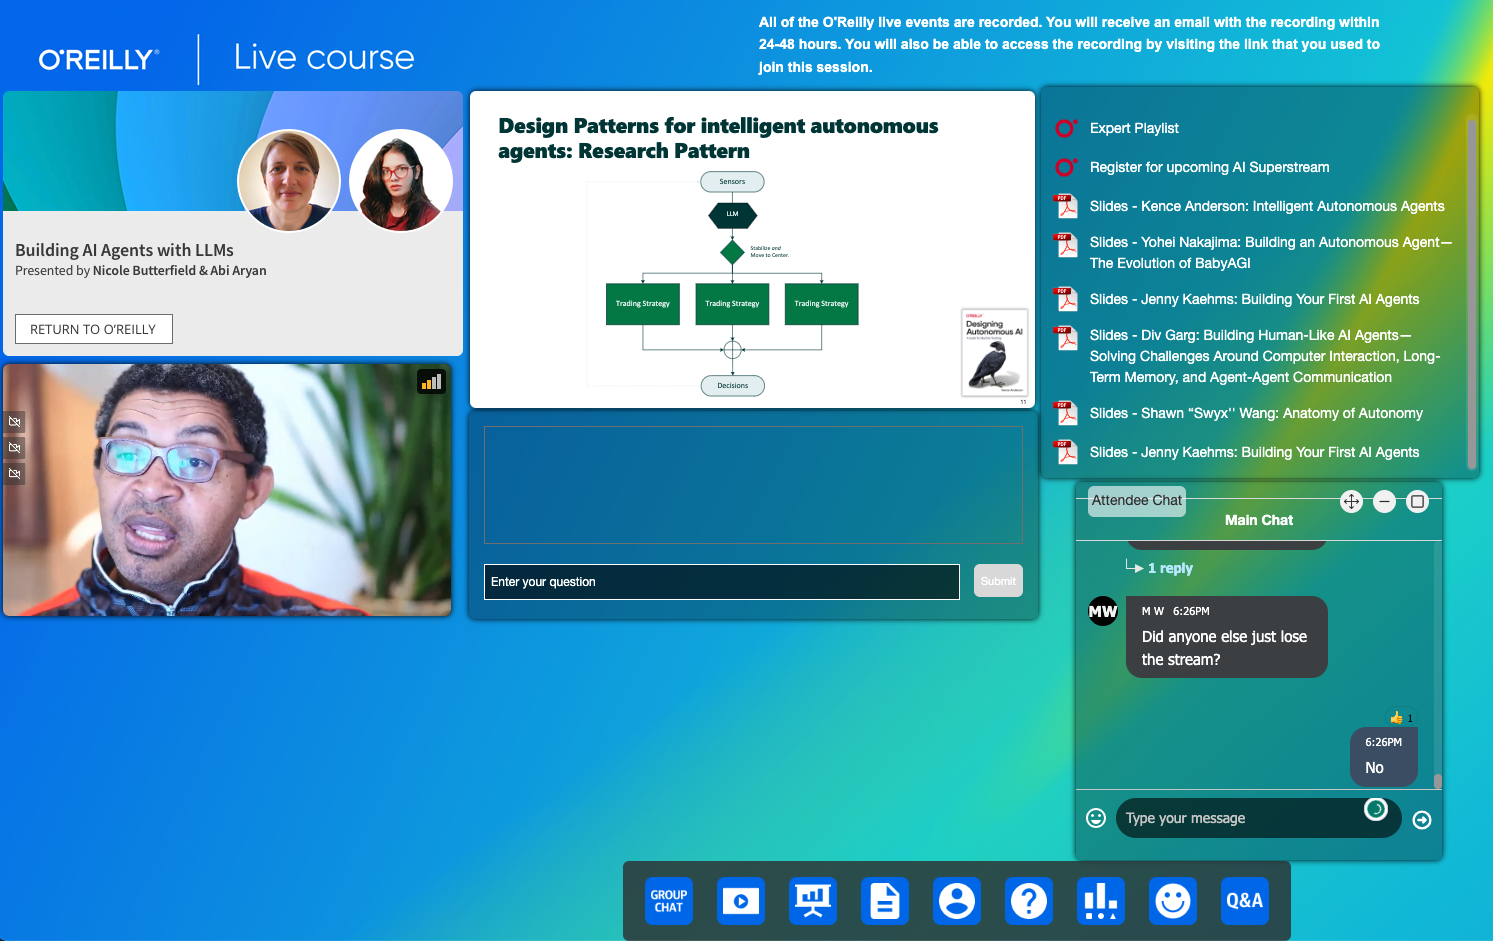 All of the O'Reilly live events are recorded. You will receive an email with the recording within
24-48 hours. You will also be able to access the recording by visiting the link that you used to
join this session.
O'REILLY®
Live course
Building AI Agents with LLMs
Presented by Nicole Butterfield & Abi Aryan
RETURN TO O'REILLY
Design Patterns for intelligent autonomous
agents: Research Pattern
Sensors
LLM
Stabilize and
Move to Center.
Trading Strategy
Trading Strategy
Trading Strategy
Decisions
O'REILLY
Designing
Autonomous AI
11
Enter your question
Submit
Expert Playlist
Register for upcoming AI Superstream
PDF
Slides - Kence Anderson: Intelligent Autonomous Agents
PDF
Slides - Yohei Nakajima: Building an Autonomous Agent—
The Evolution of BabyAGI
PDF
Slides - Jenny Kaehms: Building Your First AI Agents
PDF
Slides - Div Garg: Building Human-Like AI Agents—
Solving Challenges Around Computer Interaction, Long-
Term Memory, and Agent-Agent Communication
PDF
Slides - Shawn “Swyx’’ Wang: Anatomy of Autonomy
PDF
Slides - Jenny Kaehms: Building Your First AI Agents
Attendee Chat
Main Chat
1 reply
MW
M W 6:26PM
Did anyone else just lose
the stream?
👍 1
6:26PM
No
Type your message
GROUP
CHAT
Q&A